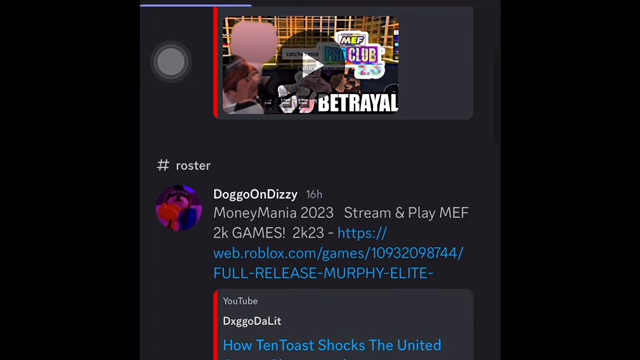 MEF
CLUB
BETRAYAL
# roster
DoggoOnDizzy 16h
MoneyMania 2023 Stream & Play MEF
2k GAMES! 2k23 - https://
web.roblox.com/games/10932098744/
FULL-RELEASE-MURPHY-ELITE-
YouTube
DxggoDaLit
How TenToast Shocks The United